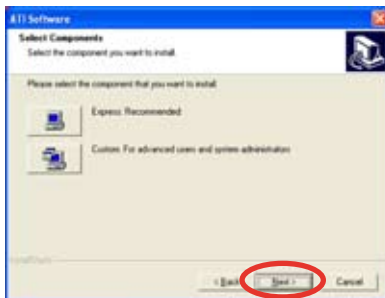 ATI Software
Select Components
Select the component you want to install.
Please select the component that you want to install
Express: Recommended
Custom: For advanced users and system administrators
< Back
Next >
Cancel